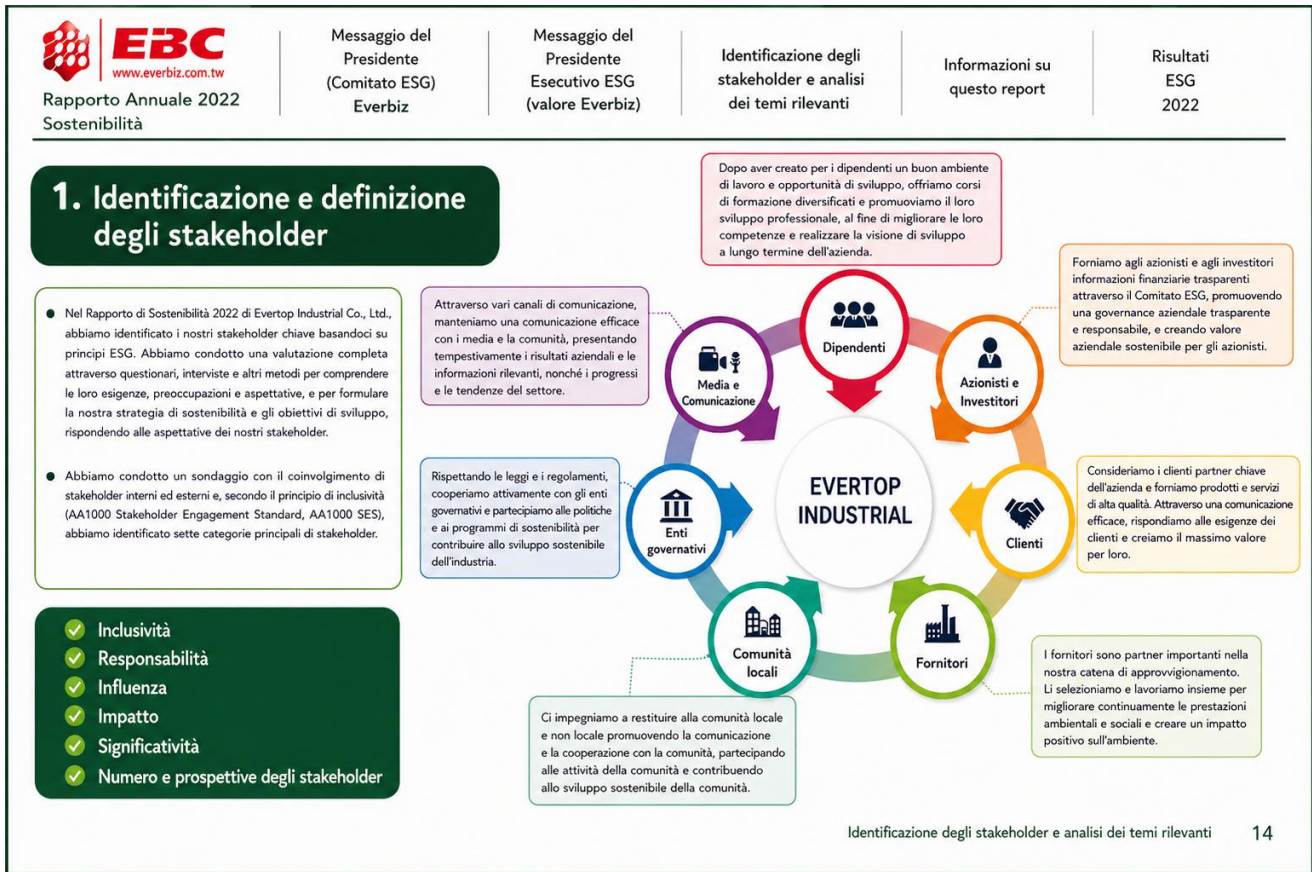 EBC
www.everbiz.com.tw
Rapporto Annuale 2022
Sostenibilità
Messaggio del
Presidente
(Comitato ESG)
Everbiz
Messaggio del
Presidente
Esecutivo ESG
(valore Everbiz)
Identificazione degli
stakeholder e analisi
dei temi rilevanti
Informazioni su
questo report
Risultati
ESG
2022
1. Identificazione e definizione
degli stakeholder
● Nel Rapporto di Sostenibilità 2022 di Evertop Industrial Co., Ltd.,
abbiamo identificato i nostri stakeholder chiave basandoci su
principi ESG. Abbiamo condotto una valutazione completa
attraverso questionari, interviste e altri metodi per comprendere
le loro esigenze, preoccupazioni e aspettative, e per formulare
la nostra strategia di sostenibilità e gli obiettivi di sviluppo,
rispondendo alle aspettative dei nostri stakeholder.
● Abbiamo condotto un sondaggio con il coinvolgimento di
stakeholder interni ed esterni e, secondo il principio di inclusività
(AA1000 Stakeholder Engagement Standard, AA1000 SES),
abbiamo identificato sette categorie principali di stakeholder.
Inclusività
Responsabilità
Influenza
Impatto
Significatività
Numero e prospettive degli stakeholder
Dopo aver creato per i dipendenti un buon ambiente
di lavoro e opportunità di sviluppo, offriamo corsi
di formazione diversificati e promuoviamo il loro
sviluppo professionale, al fine di migliorare le loro
competenze e realizzare la visione di sviluppo
a lungo termine dell'azienda.
Forniamo agli azionisti e agli investitori
informazioni finanziarie trasparenti
attraverso il Comitato ESG, promuovendo
una governance aziendale trasparente
e responsabile, e creando valore
aziendale sostenibile per gli azionisti.
Attraverso vari canali di comunicazione,
manteniamo una comunicazione efficace
con i media e la comunità, presentando
tempestivamente i risultati aziendali e le
informazioni rilevanti, nonché i progressi
e le tendenze del settore.
Dipendenti
Media e
Comunicazione
Azionisti e
Investitori
Rispettando le leggi e i regolamenti,
cooperiamo attivamente con gli enti
governativi e partecipiamo alle politiche
e ai programmi di sostenibilità per
contribuire allo sviluppo sostenibile
dell'industria.
Enti
governativi
EVERTOP
INDUSTRIAL
Clienti
Consideriamo i clienti partner chiave
dell'azienda e forniamo prodotti e servizi
di alta qualità. Attraverso una comunicazione
efficace, rispondiamo alle esigenze dei
clienti e creiamo il massimo valore
per loro.
Comunità
locali
Fornitori
Ci impegniamo a restituire alla comunità locale
e non locale promuovendo la comunicazione
e la cooperazione con la comunità, partecipando
alle attività della comunità e contribuendo
allo sviluppo sostenibile della comunità.
I fornitori sono partner importanti nella
nostra catena di approvvigionamento.
Li selezioniamo e lavoriamo insieme per
migliorare continuamente le prestazioni
ambientali e sociali e creare un impatto
positivo sull'ambiente.
Identificazione degli stakeholder e analisi dei temi rilevanti 14